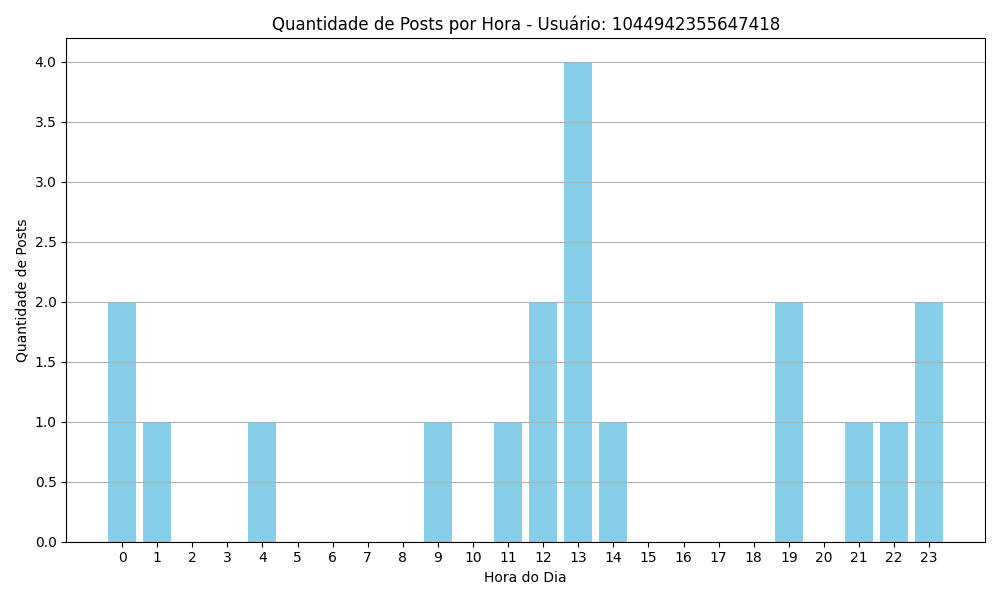 Quantidade de Posts por Hora - Usuário: 1044942355647418
Quantidade de Posts
4.0
3.5
3.0
2.5
2.0
1.5
1.0
0.5
0.0
0 1 2 3 4 5 6 7 8 9 10 11 12 13 14 15 16 17 18 19 20 21 22 23
Hora do Dia